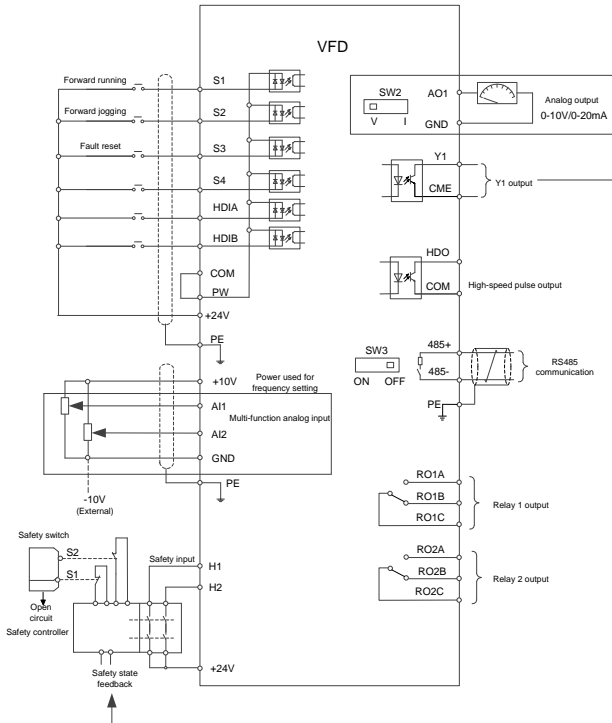 VFD
Forward running
S1
Forward jogging
S2
Fault reset
S3
S4
HDIA
HDIB
COM
PW
+24V
PE
SW2
V I
AO1
GND
Analog output
0-10V/0-20mA
Y1
CME
Y1 output
HDO
COM
High-speed pulse output
SW3
ON OFF
485+
485-
PE
RS485
communication
+10V
Power used for
frequency setting
AI1
Multi-function analog input
AI2
GND
PE
-10V
(External)
RO1A
RO1B
RO1C
Relay 1 output
RO2A
RO2B
RO2C
Relay 2 output
Safety switch
S2
S1
Open
circuit
Safety controller
Safety input
H1
H2
+24V
Safety state
feedback